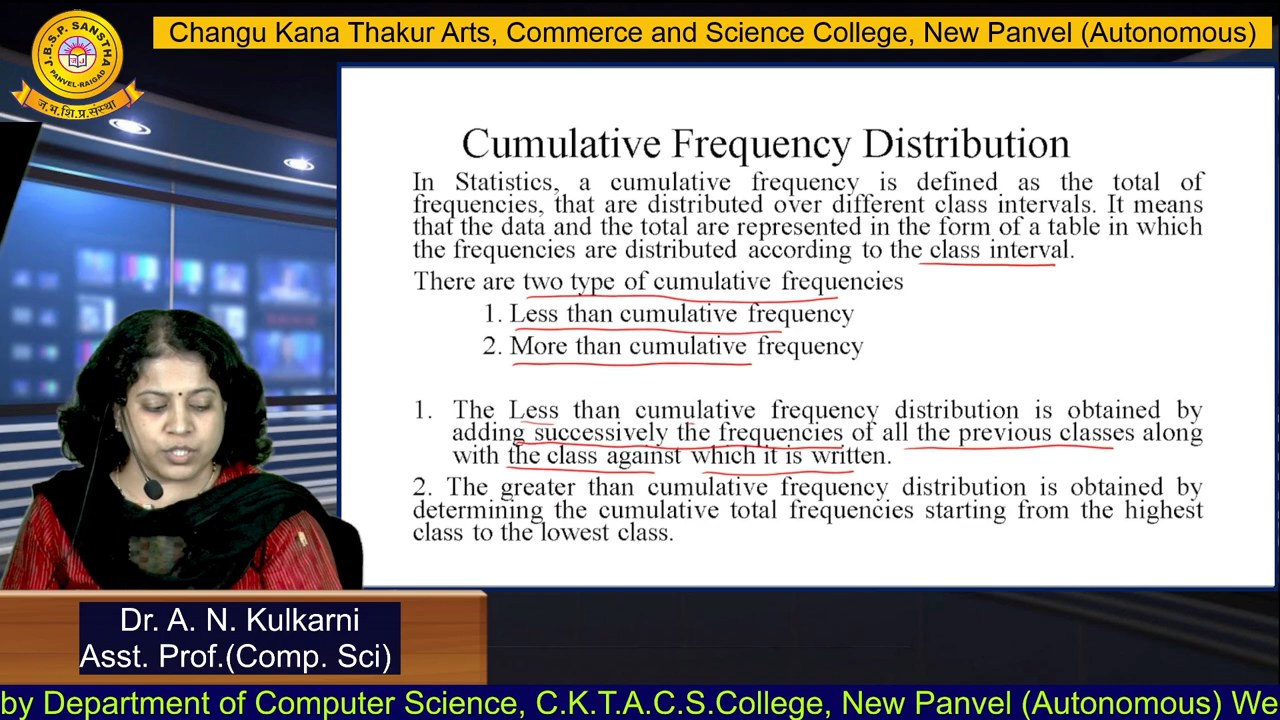 J.B.S.P. SANSTHA
PANVEL-RAIGAD
ज.भ.शि.प्र.संस्था
Changu Kana Thakur Arts, Commerce and Science College, New Panvel (Autonomous)
Cumulative Frequency Distribution
In Statistics, a cumulative frequency is defined as the total of
frequencies, that are distributed over different class intervals. It means
that the data and the total are represented in the form of a table in which
the frequencies are distributed according to the class interval.
There are two type of cumulative frequencies
1. Less than cumulative frequency
2. More than cumulative frequency
1. The Less than cumulative frequency distribution is obtained by
adding successively the frequencies of all the previous classes along
with the class against which it is written.
2. The greater than cumulative frequency distribution is obtained by
determining the cumulative total frequencies starting from the highest
class to the lowest class.
Dr. A. N. Kulkarni
Asst. Prof.(Comp. Sci)
by Department of Computer Science, C.K.T.A.C.S.College, New Panvel (Autonomous) We